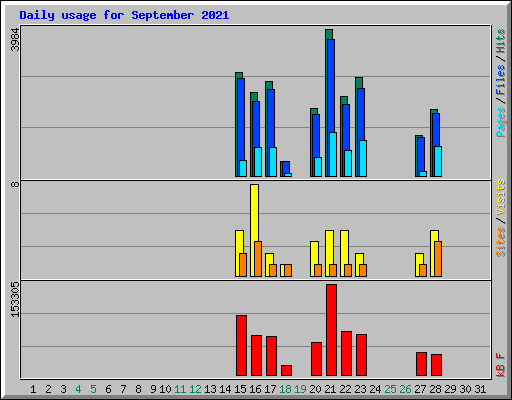 Daily usage for September 2021
3984
Pages / Files / Hits
8
Sites / Visits
153305
kB F
1 2 3 4 5 6 7 8 9 10 11 12 13 14 15 16 17 18 19 20 21 22 23 24 25 26 27 28 29 30 31